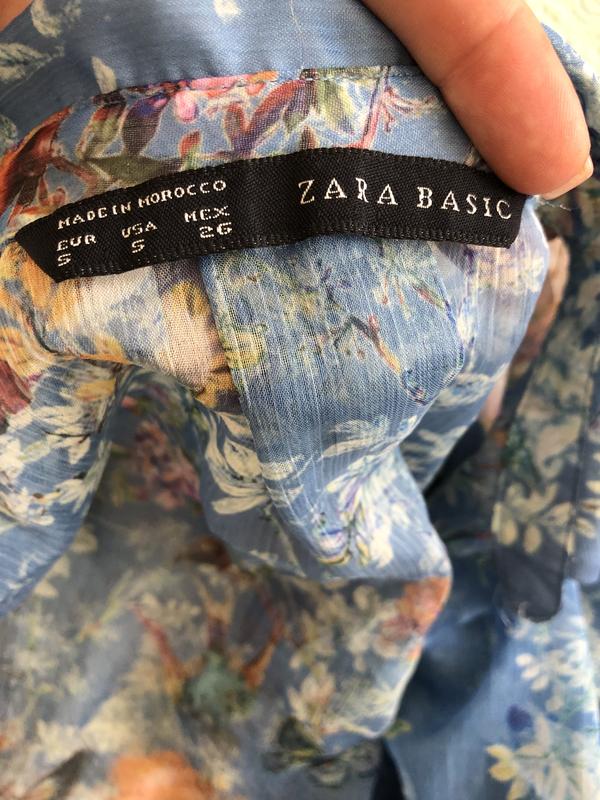 MADE IN MOROCCO
EUR USA MEX
S S 26
ZARA BASIC